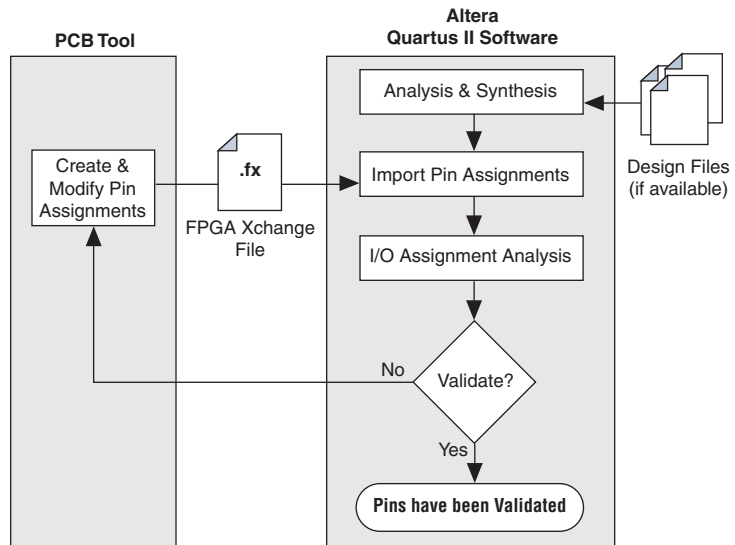 PCB Tool
Altera
Quartus II Software
Analysis & Synthesis
Design Files
(if available)
Create &
Modify Pin
Assignments
.fx
FPGA Xchange
File
Import Pin Assignments
I/O Assignment Analysis
No
Validate?
Yes
Pins have been Validated